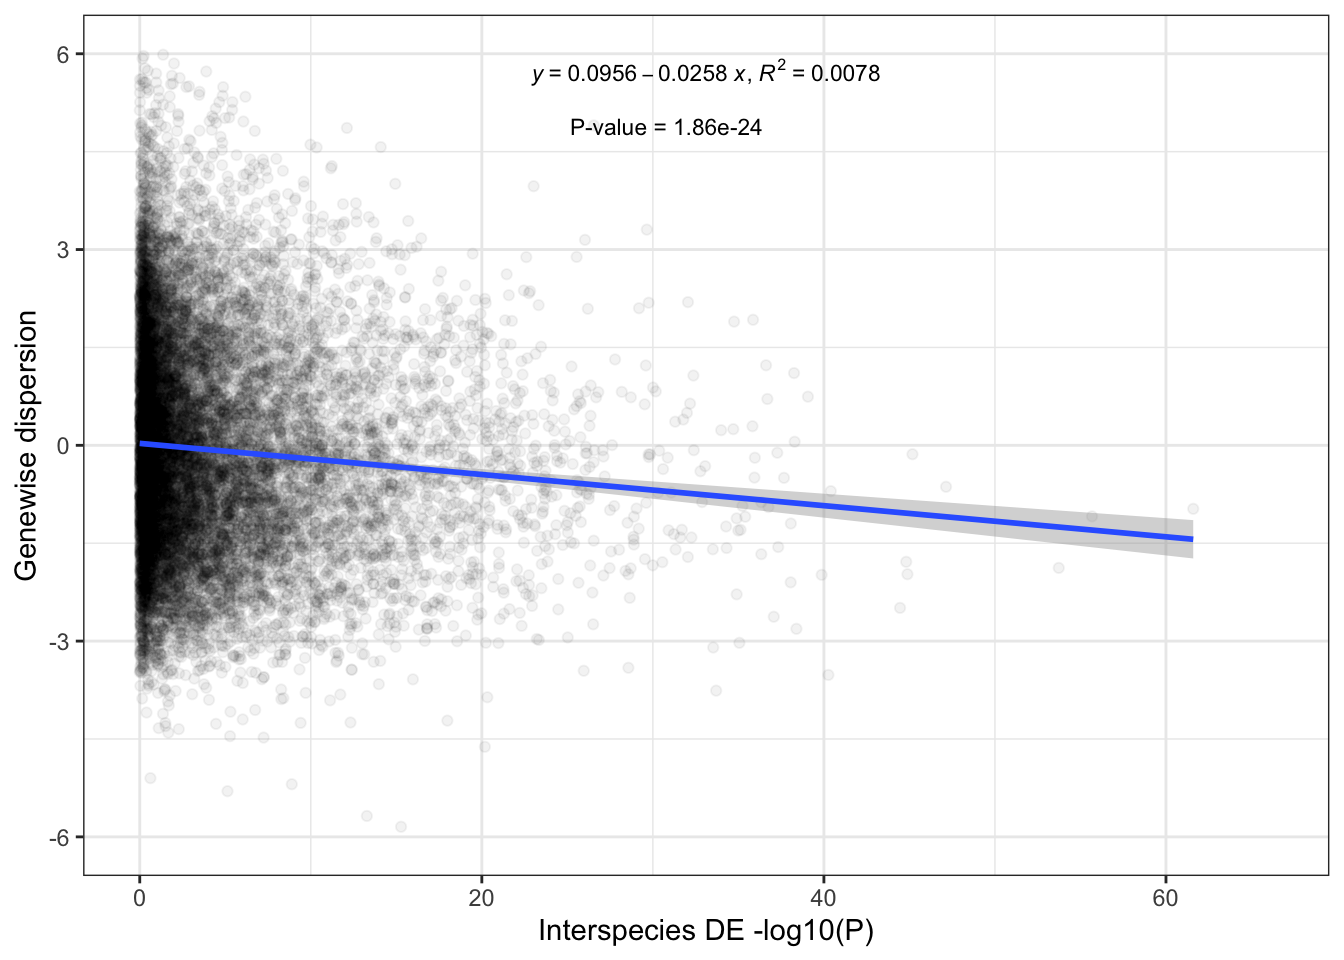 y = 0.0956 – 0.0258 x, R² = 0.0078
P-value = 1.86e-24
6
3
0
-3
-6
Genewise dispersion
0 20 40 60
Interspecies DE -log10(P)